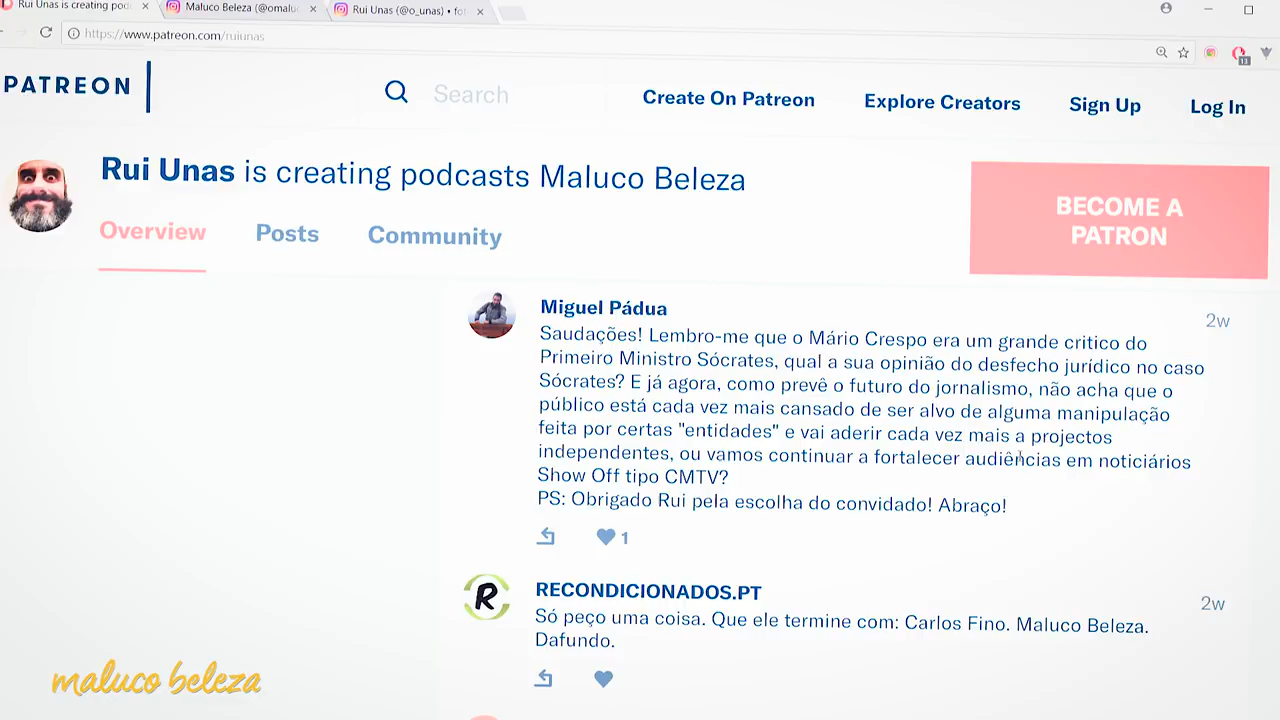 Rui Unas is creating pod
Maluco Beleza (@omalu
Rui Unas (@o_unas) • fo
https://www.patreon.com/ruiunas
11
PATREON
Search
Create On Patreon
Explore Creators
Sign Up
Log In
Rui Unas is creating podcasts Maluco Beleza
BECOME A
PATRON
Overview
Posts
Community
Miguel Pádua
2w
Saudações! Lembro-me que o Mário Crespo era um grande critico do
Primeiro Ministro Sócrates, qual a sua opinião do desfecho jurídico no caso
Sócrates? E já agora, como prevê o futuro do jornalismo, não acha que o
público está cada vez mais cansado de ser alvo de alguma manipulação
feita por certas "entidades" e vai aderir cada vez mais a projectos
independentes, ou vamos continuar a fortalecer audiências em noticiários
Show Off tipo CMTV?
PS: Obrigado Rui pela escolha do convidado! Abraço!
1
R
RECONDICIONADOS.PT
2w
Só peço uma coisa. Que ele termine com: Carlos Fino. Maluco Beleza.
Dafundo.
maluco beleza